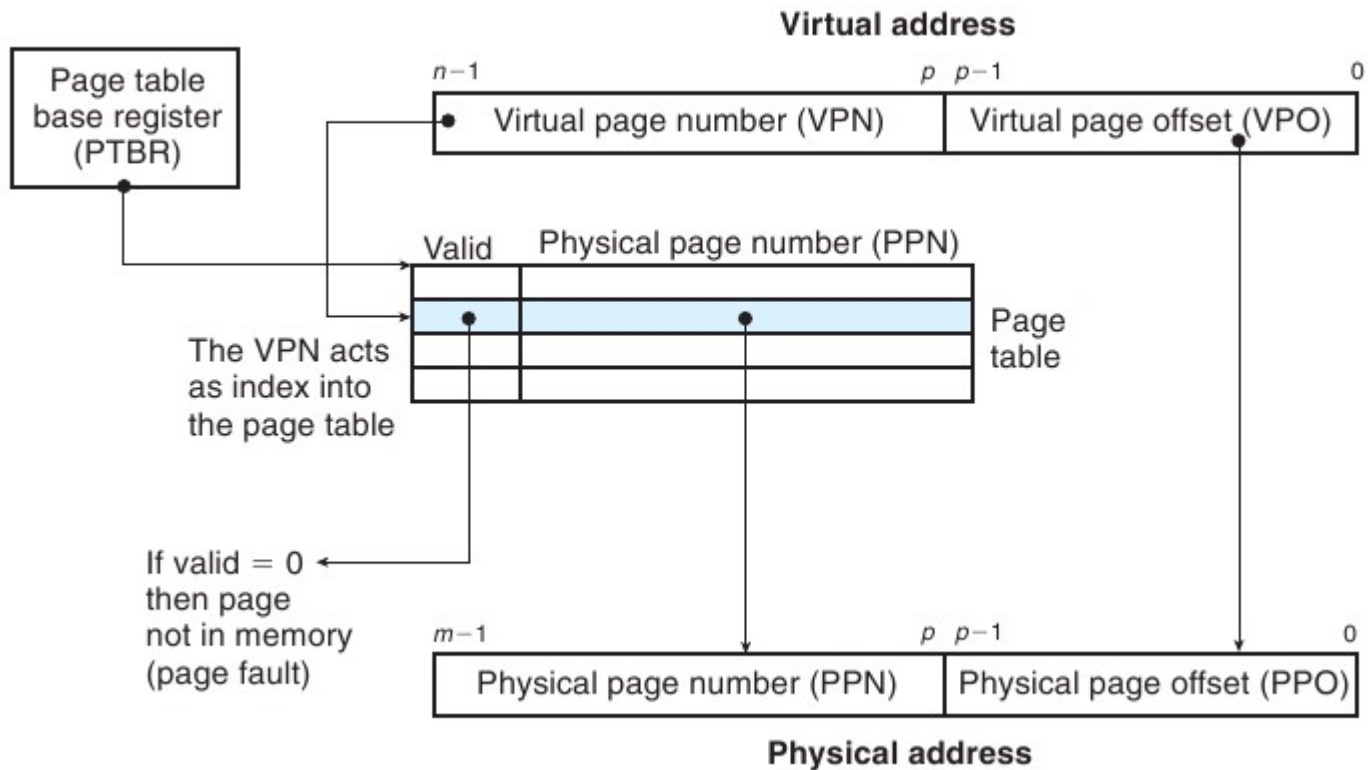 Virtual address
Page table
base register
(PTBR)
n−1
p
p−1
0
Virtual page number (VPN)
Virtual page offset (VPO)
Valid
Physical page number (PPN)
Page
table
The VPN acts
as index into
the page table
If valid = 0
then page
not in memory
(page fault)
m−1
p
p−1
0
Physical page number (PPN)
Physical page offset (PPO)
Physical address